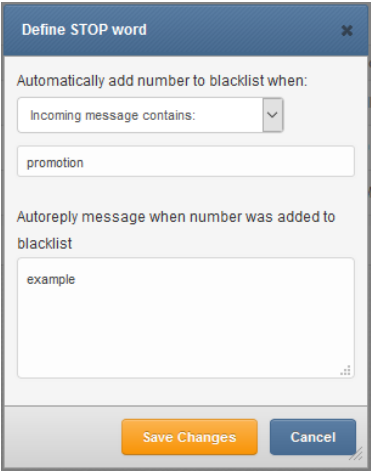 Define STOP word
Automatically add number to blacklist when:
Incoming message contains:
promotion
Autoreply message when number was added to
blacklist
example
Save Changes
Cancel